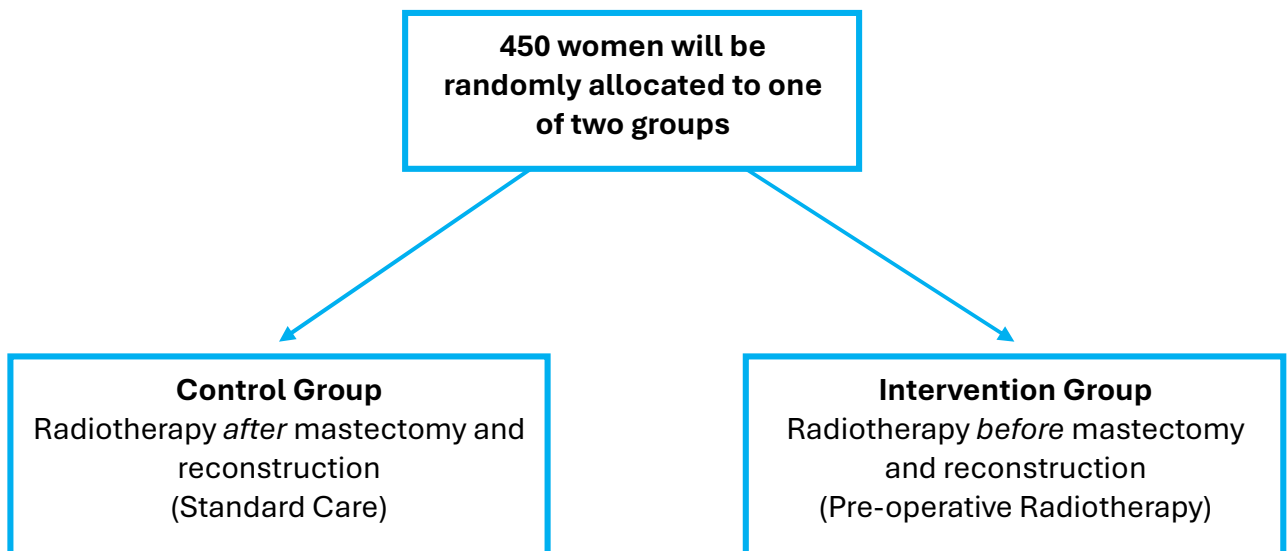 450 women will be
randomly allocated to one
of two groups
Control Group
Radiotherapy after mastectomy and
reconstruction
(Standard Care)
Intervention Group
Radiotherapy before mastectomy
and reconstruction
(Pre-operative Radiotherapy)